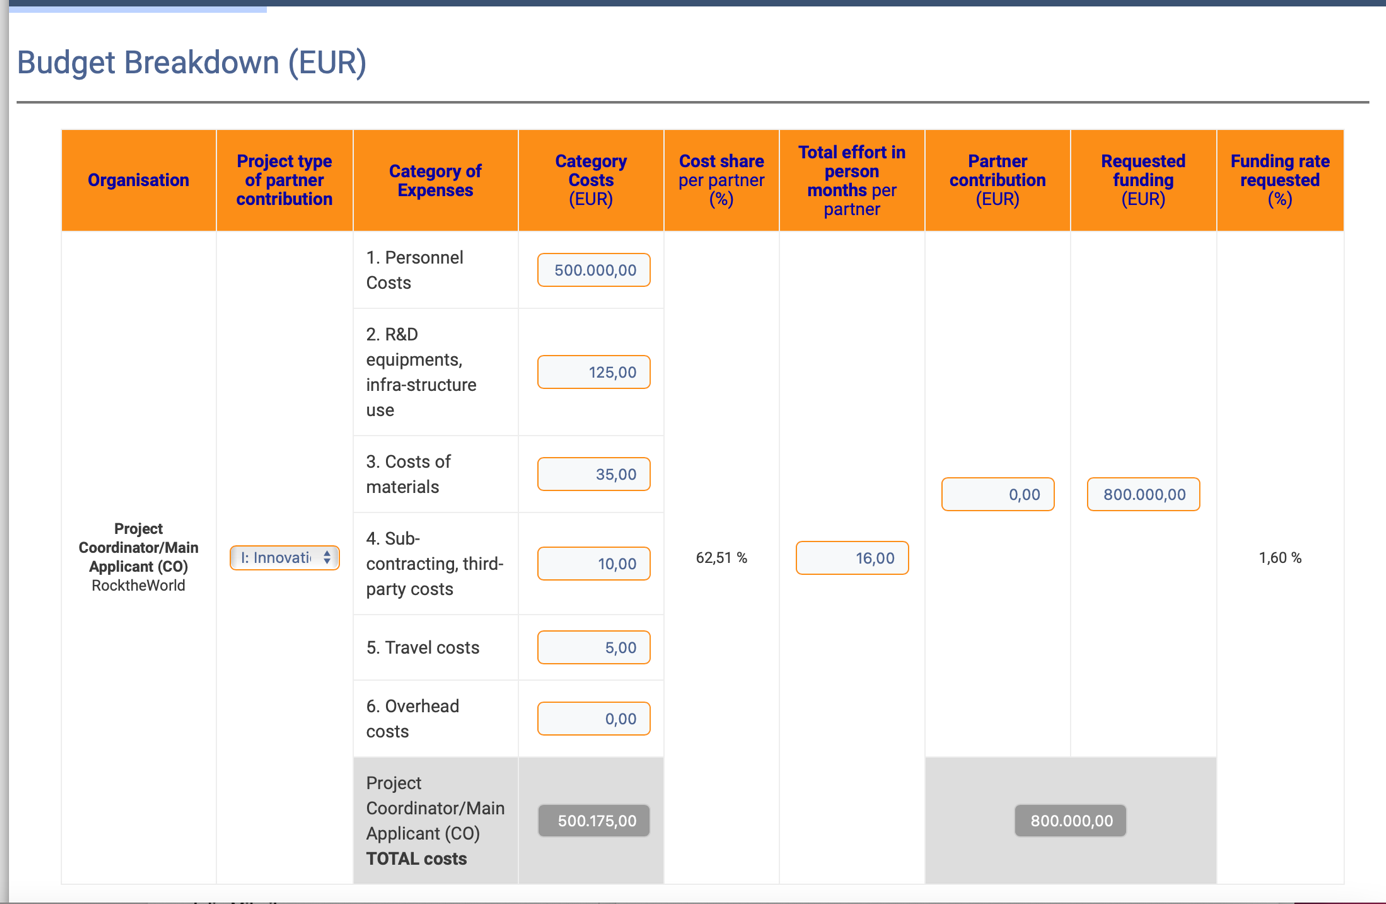 Budget Breakdown (EUR)
Organisation
Project type
of partner
contribution
Category of
Expenses
Category
Costs
(EUR)
Cost share
per partner
(%)
Total effort in
person
months per
partner
Partner
contribution
(EUR)
Requested
funding
(EUR)
Funding rate
requested
(%)
Project
Coordinator/Main
Applicant (CO)
RocktheWorld
I: Innovati
1. Personnel
Costs
500.000,00
2. R&D
equipments,
infra-structure
use
125,00
3. Costs of
materials
35,00
4. Sub-
contracting, third-
party costs
10,00
5. Travel costs
5,00
6. Overhead
costs
0,00
62,51 %
16,00
0,00
800.000,00
1,60 %
Project
Coordinator/Main
Applicant (CO)
TOTAL costs
500.175,00
800.000,00